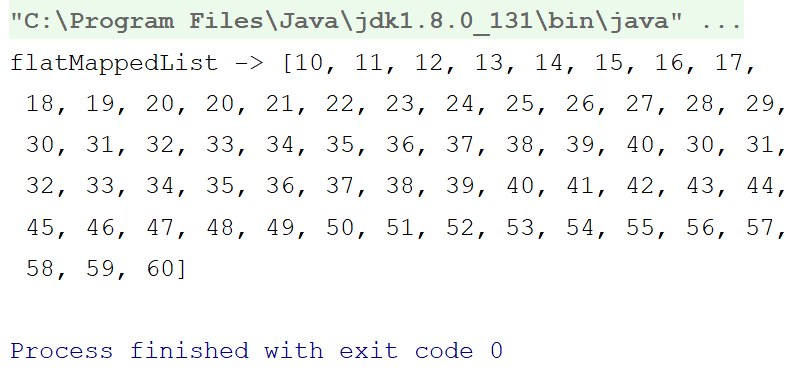 "C:\Program Files\Java\jdk1.8.0_131\bin\java" ...
flatMappedList -> [10, 11, 12, 13, 14, 15, 16, 17,
18, 19, 20, 20, 21, 22, 23, 24, 25, 26, 27, 28, 29,
30, 31, 32, 33, 34, 35, 36, 37, 38, 39, 40, 30, 31,
32, 33, 34, 35, 36, 37, 38, 39, 40, 41, 42, 43, 44,
45, 46, 47, 48, 49, 50, 51, 52, 53, 54, 55, 56, 57,
58, 59, 60]
Process finished with exit code 0